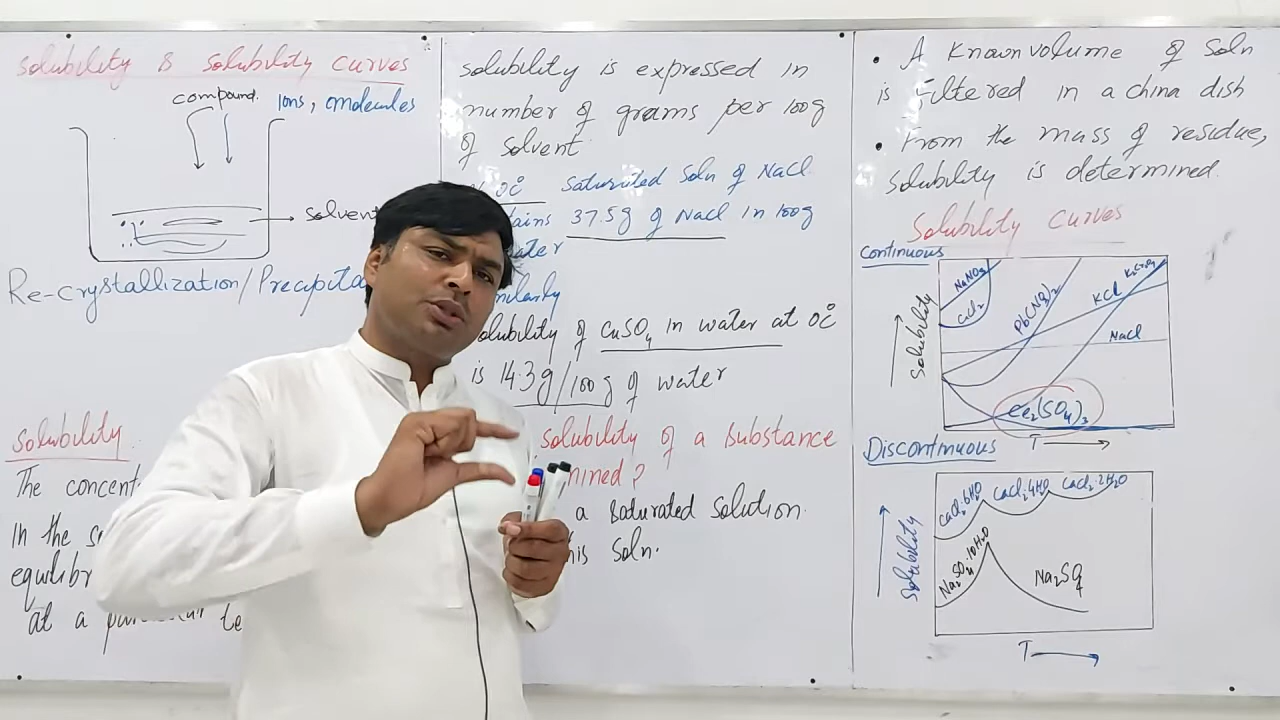 Solubility & Solubility curves
compound. Ions, molecules
solvent
Re-crystallization/Precipita
Solubility
The concent
in the s
equilibr
at a
Solubility is expressed in
number of grams per 100g
of solvent
0°C Saturated Soln of NaCl
37.5g of NaCl in 100g
ater
olubility of CuSO4 in water at 0°C
is 14.3g/100g of water
Solubility of a substance
mined?
a saturated solution
his Soln.
• A known volume of Soln
is filtered in a china dish
• From the mass of residue,
solubility is determined.
Solubility Curves
Continuous
Solubility
Pb(NO3)2
KCl
NaCl
Ce2(SO4)3
T
Discontinuous
Solubility
CaCl2.6H2O
CaCl2.4H2O
CaCl2.2H2O
Na2SO4.10H2O
Na2SO4
T